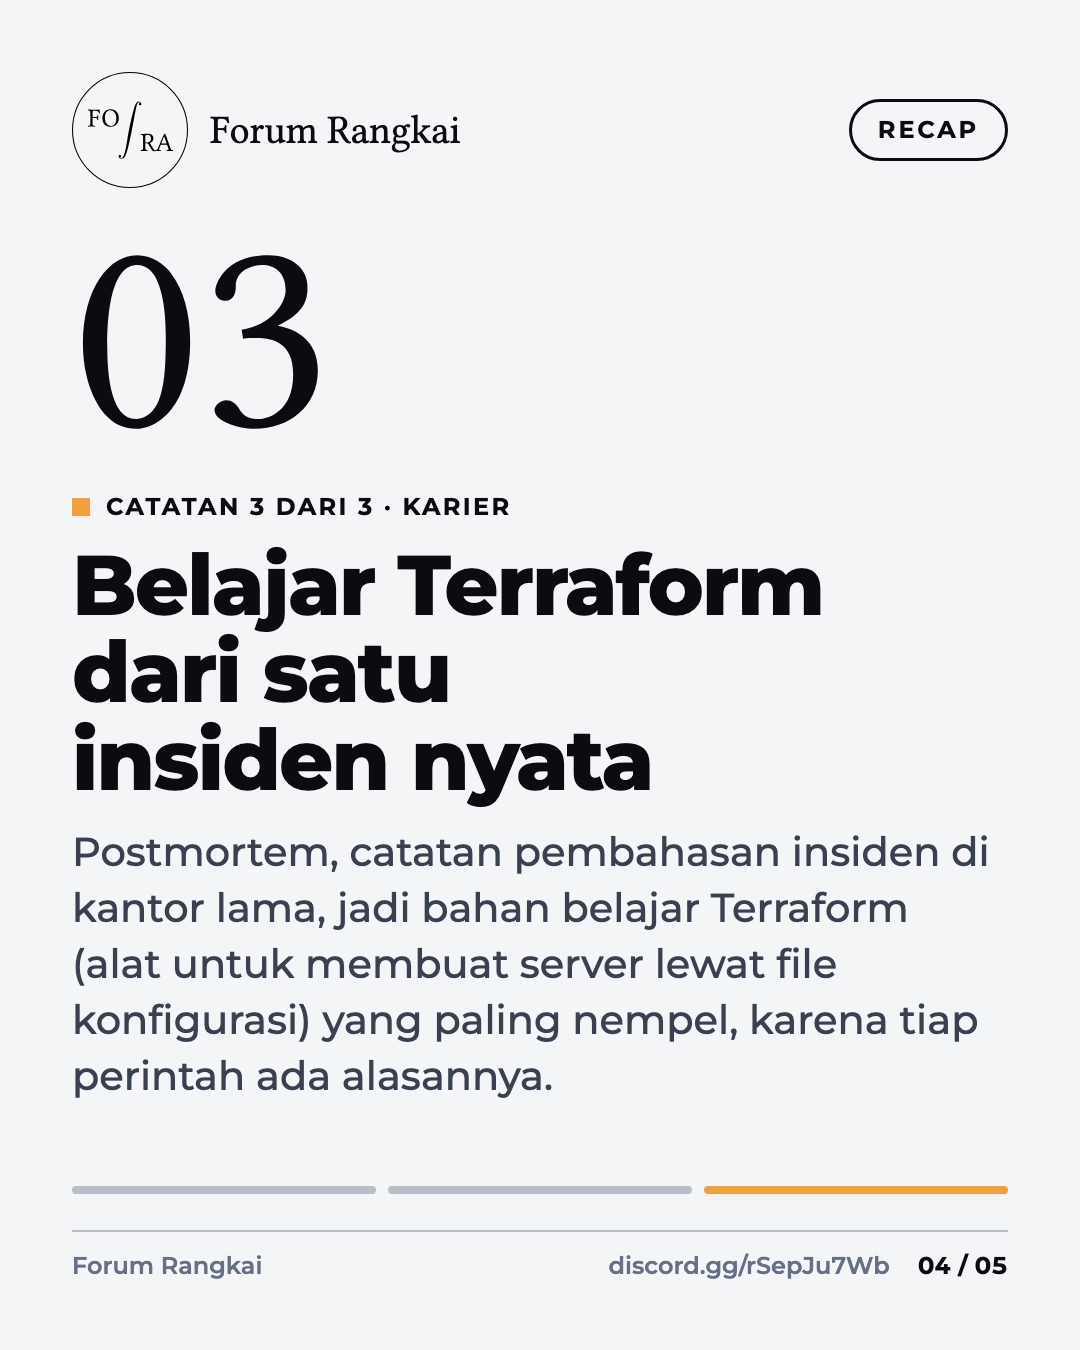 FO
RA
Forum Rangkai
RECAP
03
CATATAN 3 DARI 3 · KARIER
Belajar Terraform
dari satu
insiden nyata
Postmortem, catatan pembahasan insiden di
kantor lama, jadi bahan belajar Terraform
(alat untuk membuat server lewat file
konfigurasi) yang paling nempel, karena tiap
perintah ada alasannya.
Forum Rangkai
discord.gg/rSepJu7Wb
04 / 05